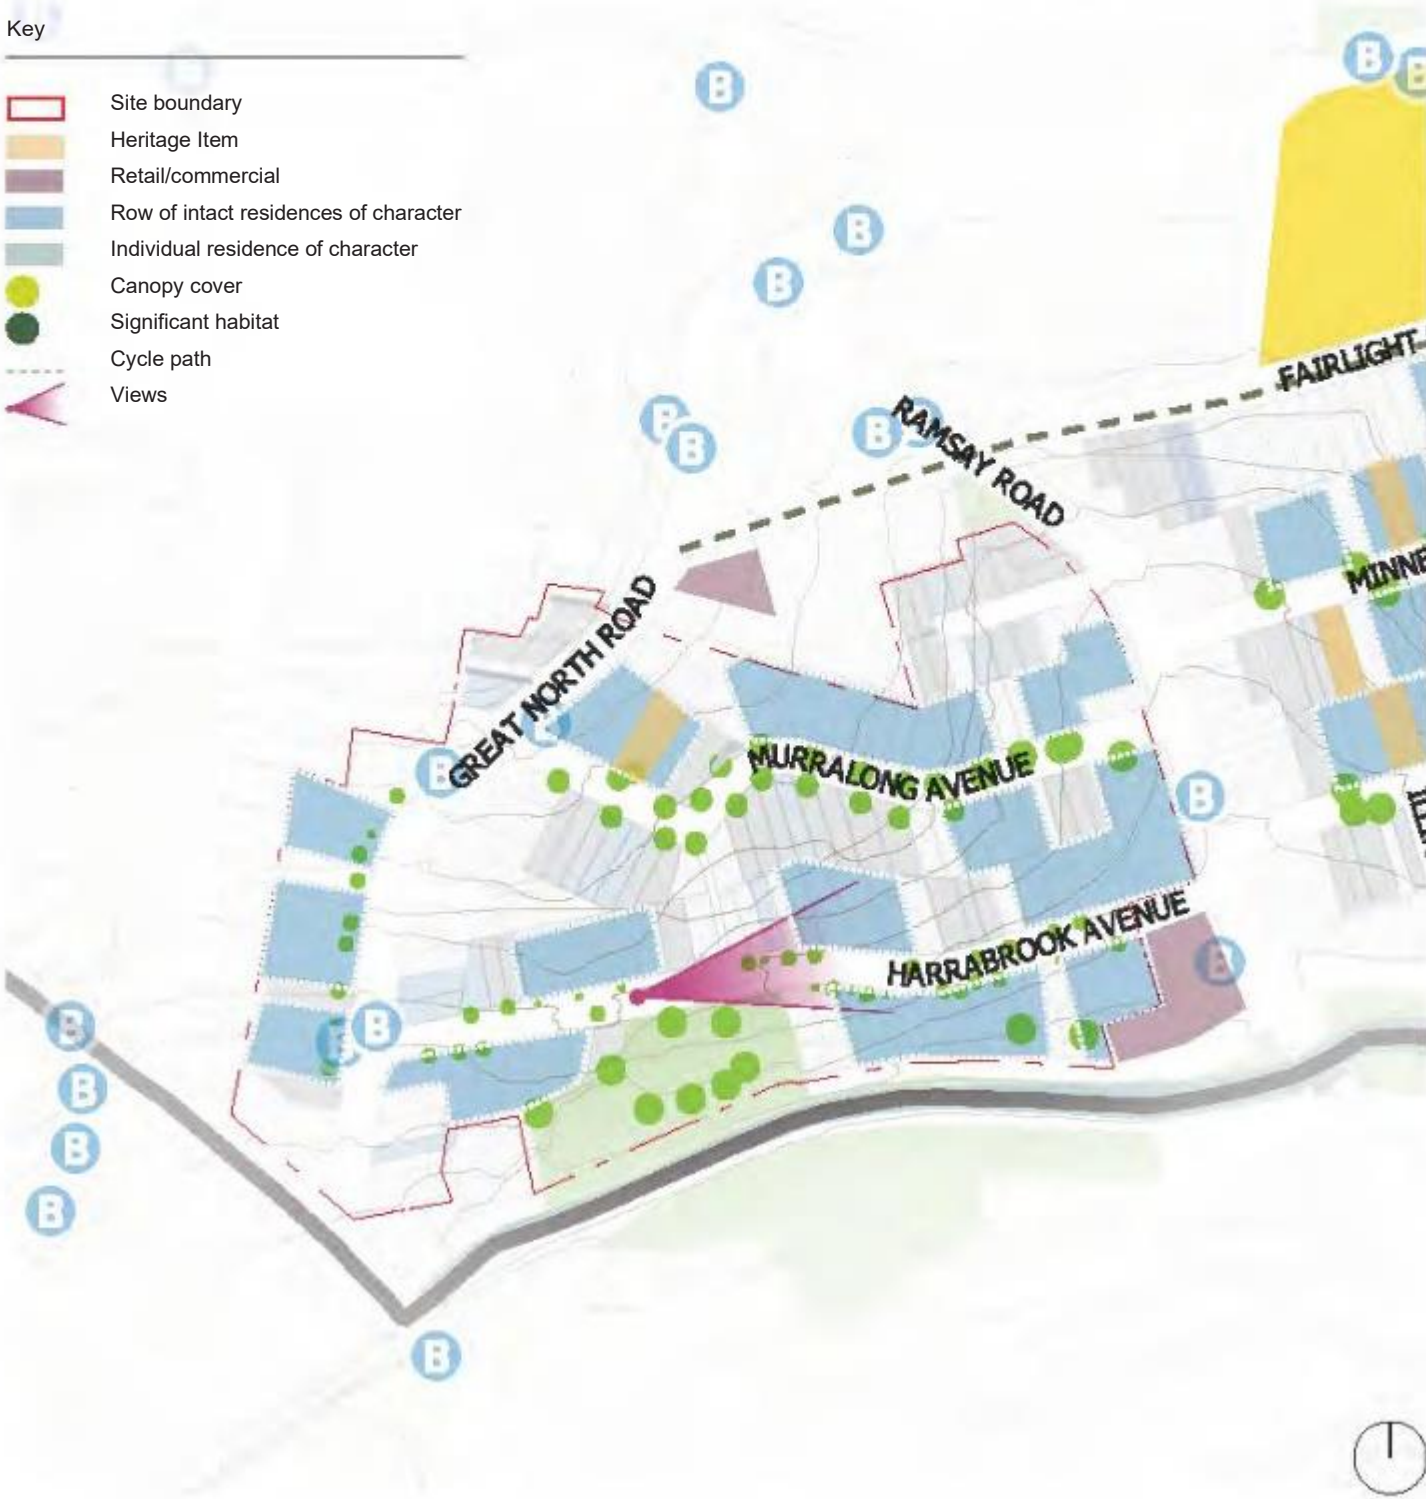 Key
Site boundary
Heritage Item
Retail/commercial
Row of intact residences of character
Individual residence of character
Canopy cover
Significant habitat
Cycle path
Views
B
B
B
B
B
FAIRLIGHT
RAMSAY ROAD
B
B
B
GREAT NORTH ROAD
MINNE
B
B
MURRALONG AVENUE
B
HARRABROOK AVENUE
B
B
B
B
B
B
B